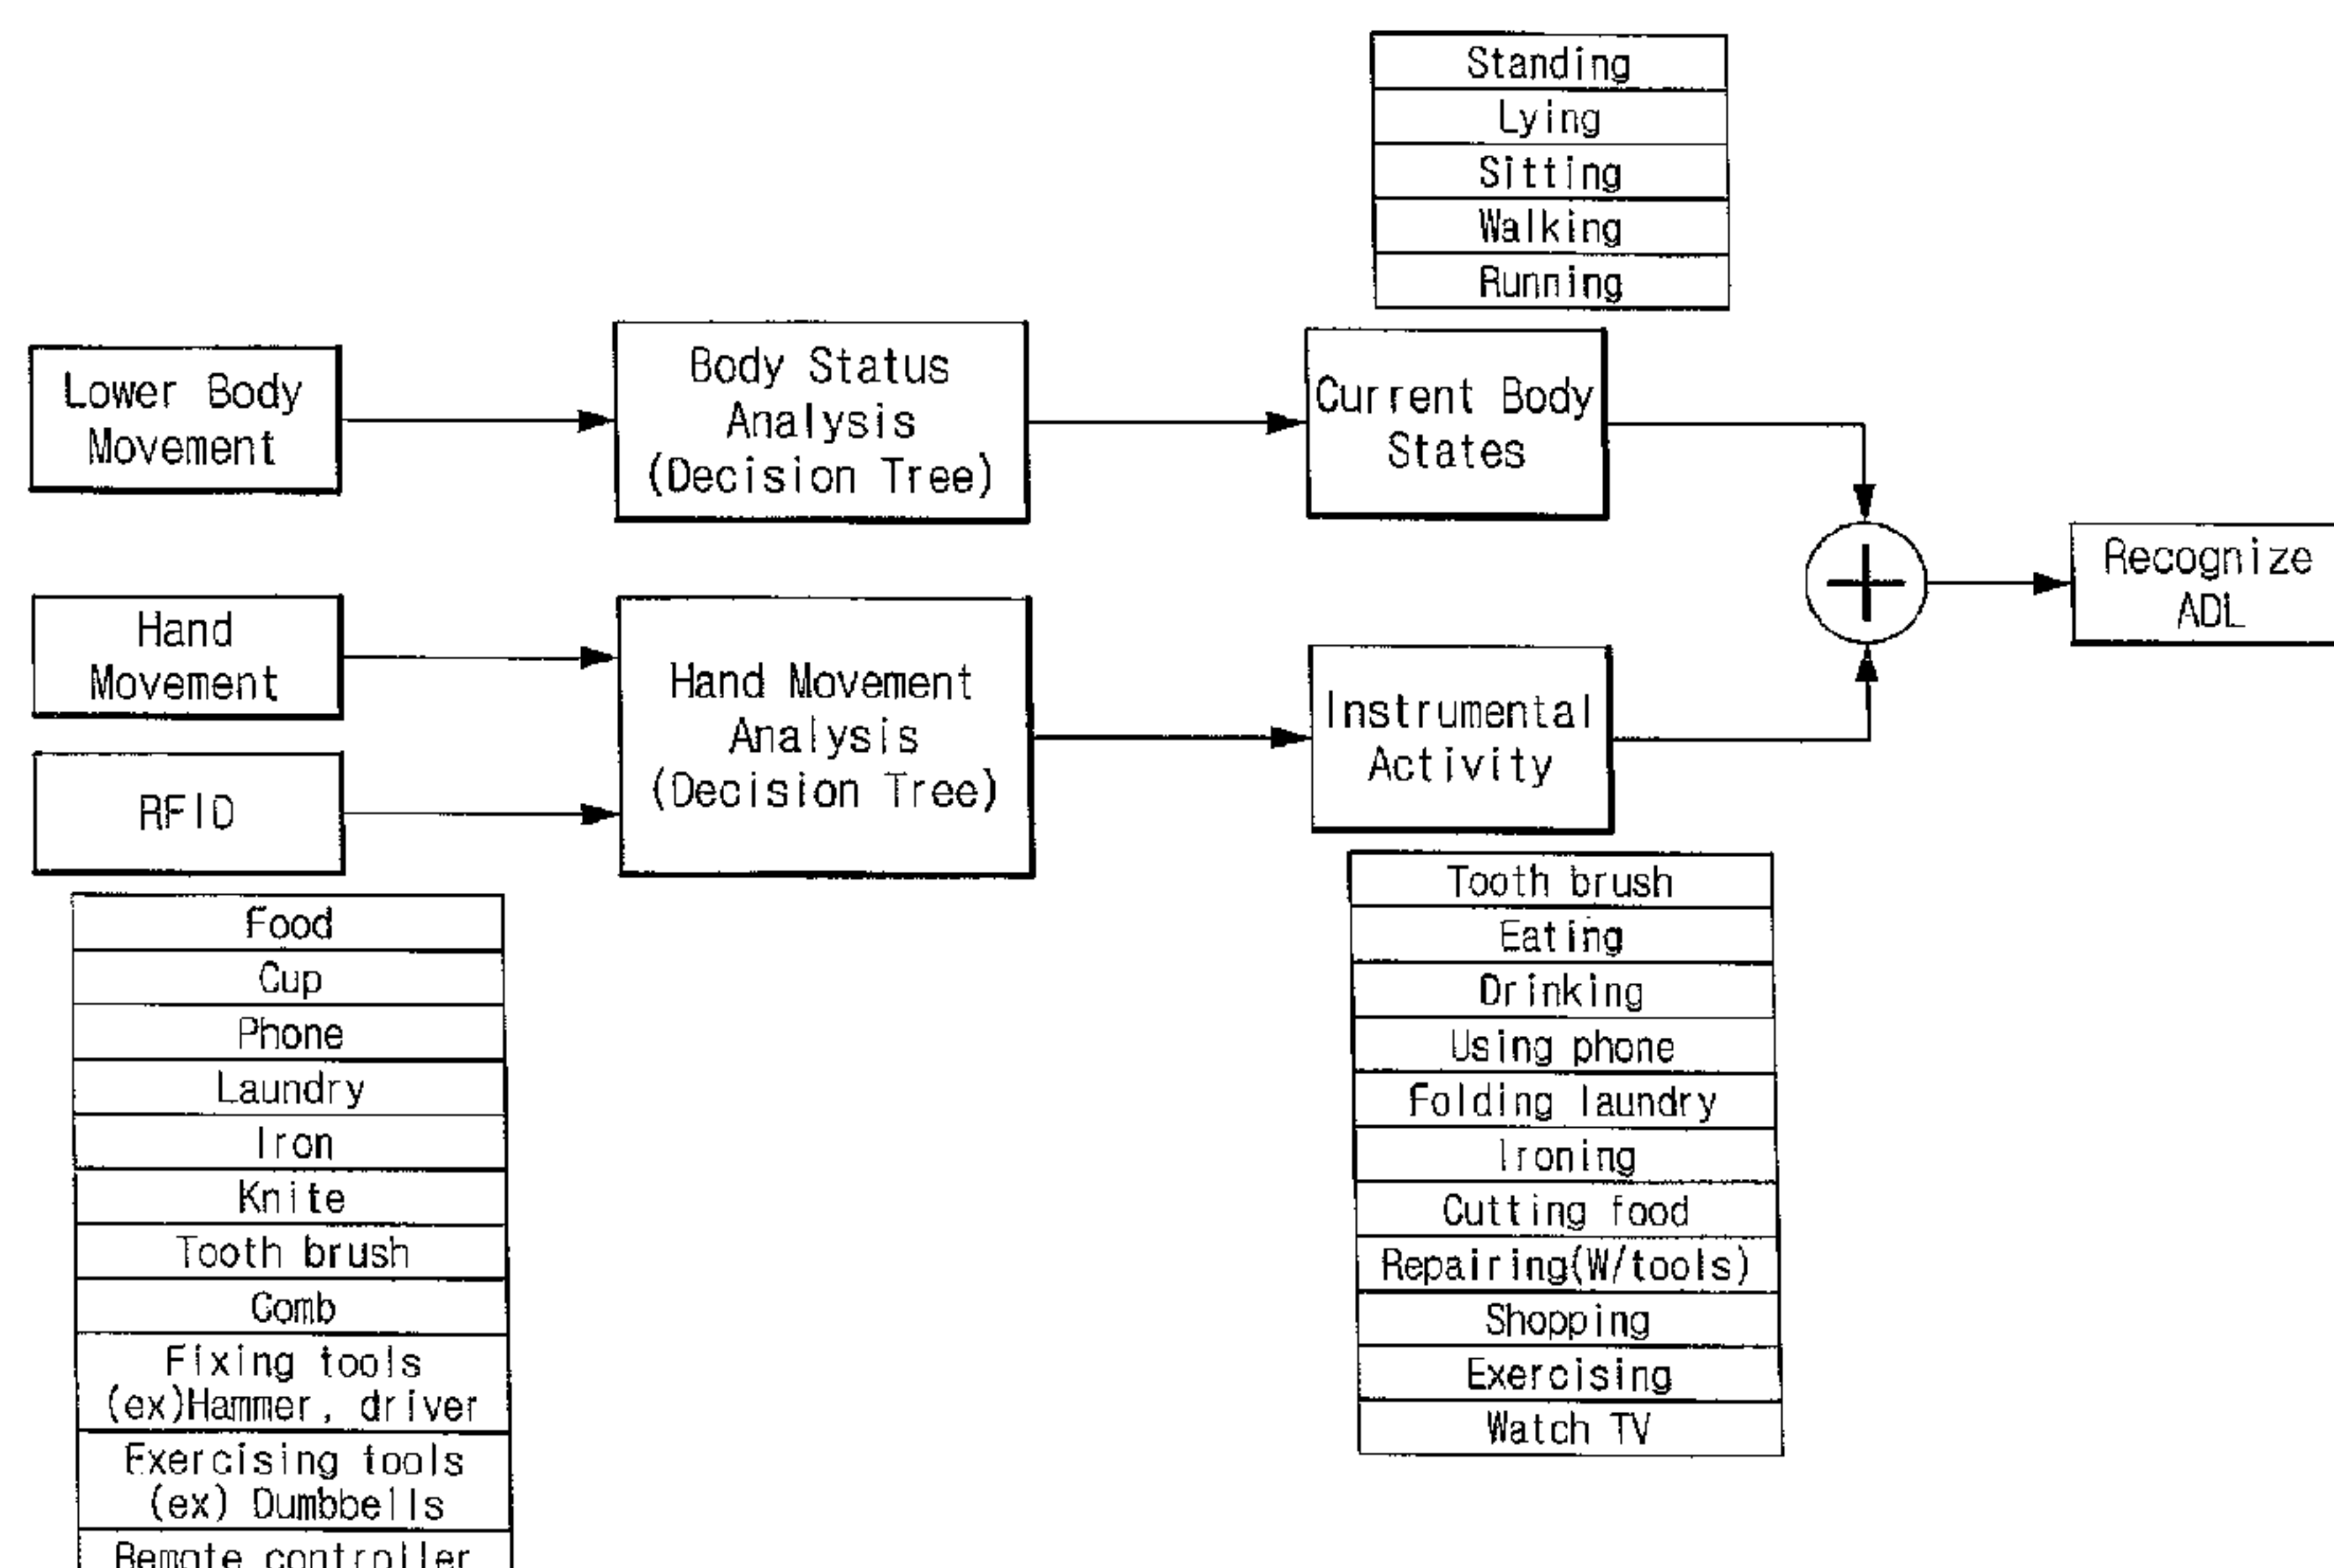 Standing
Lying
Sitting
Walking
Running
Lower Body
Movement
Body Status
Analysis
(Decision Tree)
Current Body
States
Recognize
ADL
Hand
Movement
RFID
Hand Movement
Analysis
(Decision Tree)
Instrumental
Activity
Food
Cup
Phone
Laundry
Iron
Knite
Tooth brush
Comb
Fixing tools
(ex)Hammer, driver
Exercising tools
(ex) Dumbbells
Remote controller
Tooth brush
Eating
Drinking
Using phone
Folding laundry
Ironing
Cutting food
Repairing(W/tools)
Shopping
Exercising
Watch TV